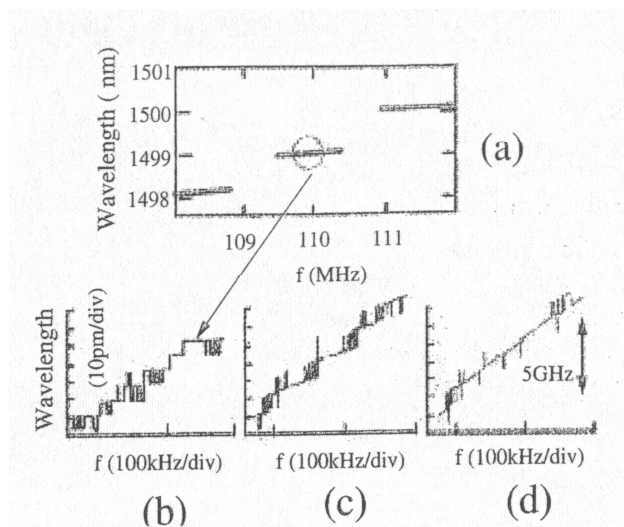 1501
1500
1499
1498
Wavelength ( nm)
(a)
109 110 111
f (MHz)
Wavelength
(10pm/div)
5GHz
f (100kHz/div) f (100kHz/div) f (100kHz/div)
(b) (c) (d)